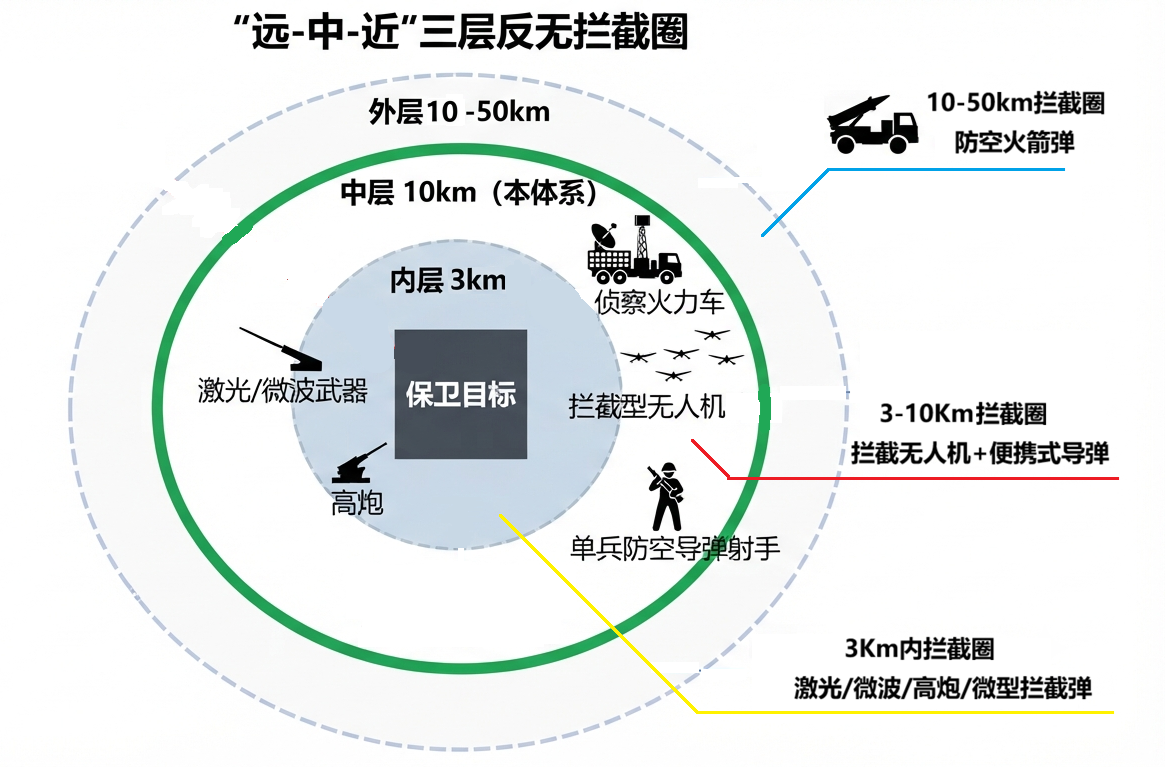 “远-中-近”三层反无拦截圈
外层10 -50km
10-50km拦截圈
防空火箭弹
中层 10km（本体系）
内层 3km
侦察火力车
激光/微波武器
保卫目标
拦截型无人机
3-10Km拦截圈
拦截无人机+便携式导弹
高炮
单兵防空导弹射手
3Km内拦截圈
激光/微波/高炮/微型拦截弹